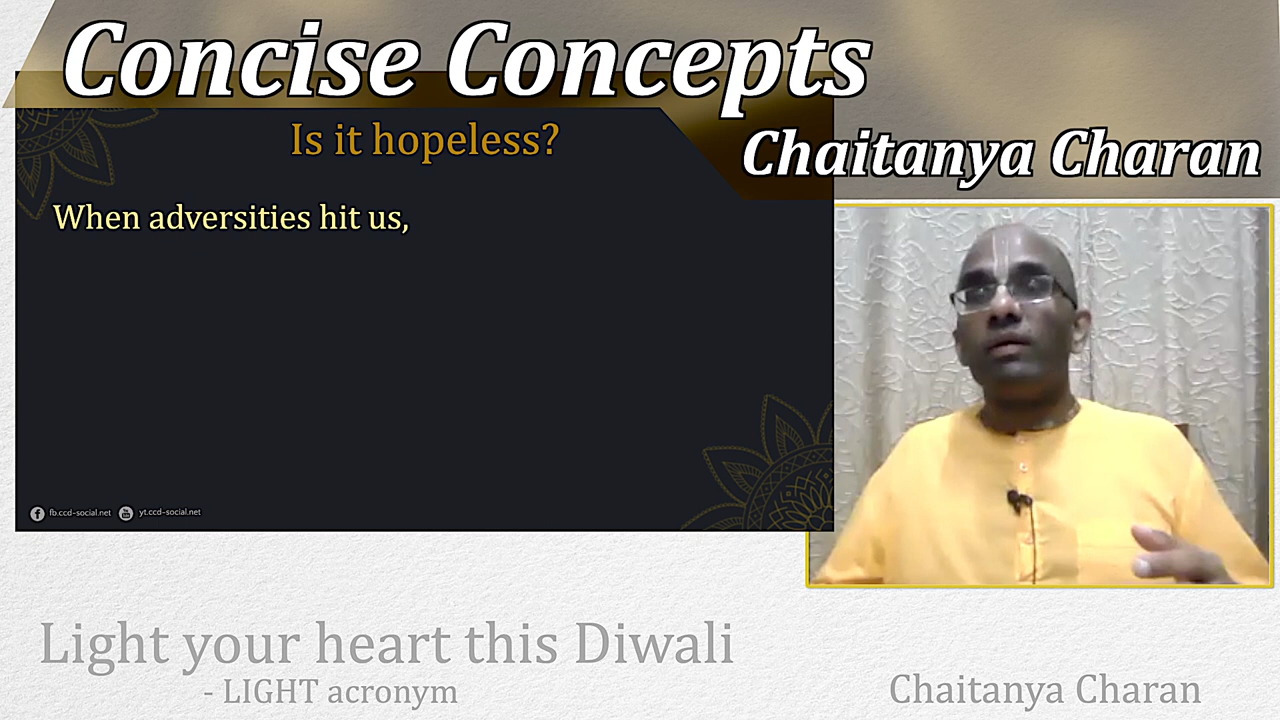 Concise Concepts
Chaitanya Charan
Is it hopeless?
When adversities hit us,
fb.ccd-social.net yt.ccd-social.net
Light your heart this Diwali
- LIGHT acronym
Chaitanya Charan